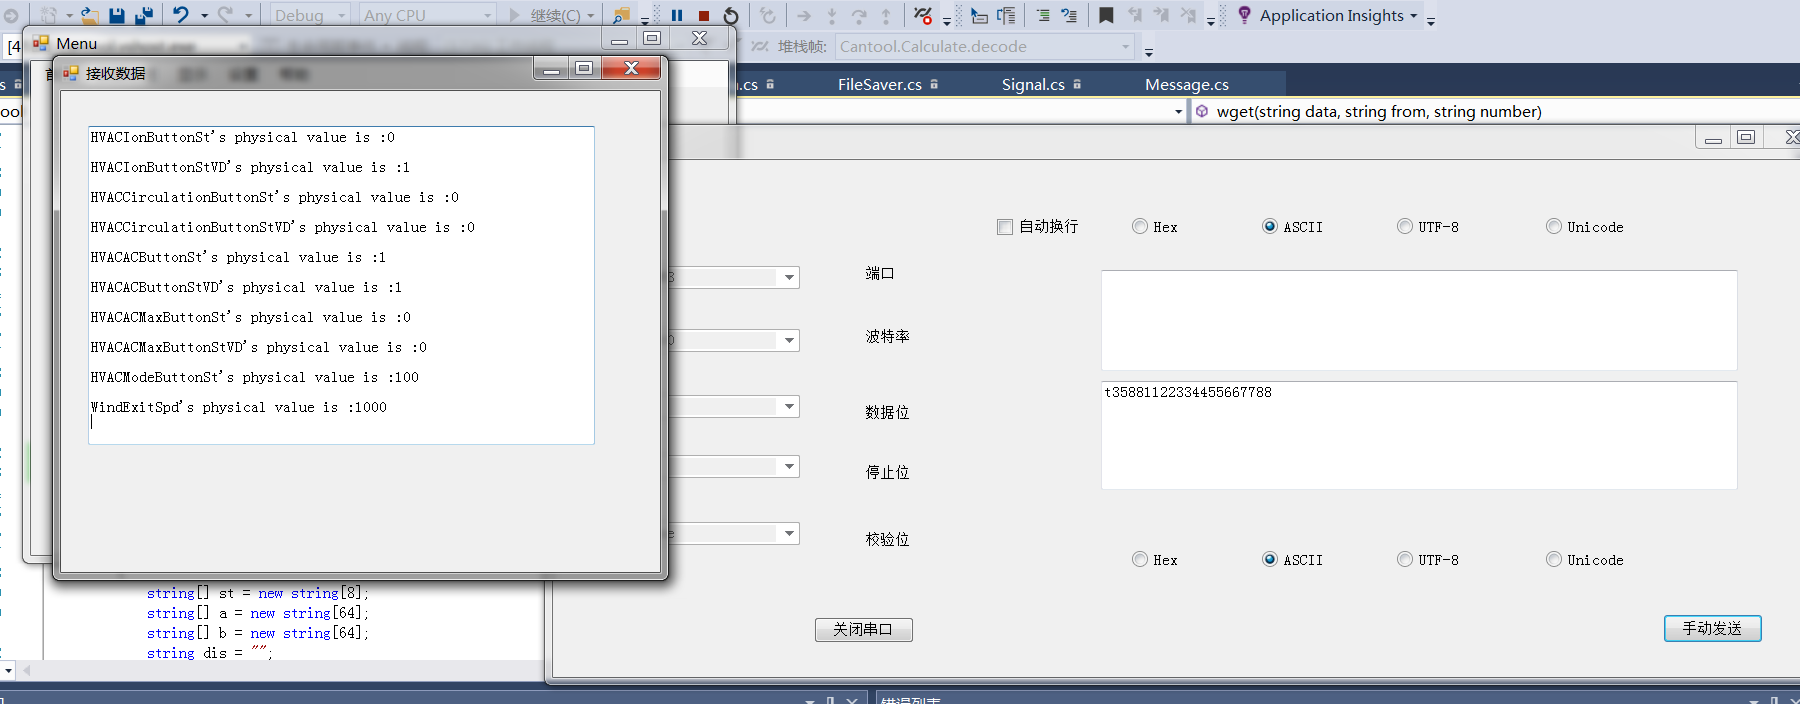 Debug
Any CPU
继续(C)
Application Insights
[4
Menu
堆栈帧:
Cantool.Calculate.decode
接收数据
.cs
FileSaver.cs
Signal.cs
Message.cs
wget(string data, string from, string number)
HVACIonButtonSt's physical value is :0
HVACIonButtonStVD's physical value is :1
HVACCirculationButtonSt's physical value is :0
HVACCirculationButtonStVD's physical value is :0
HVACACButtonSt's physical value is :1
HVACACButtonStVD's physical value is :1
HVACACMaxButtonSt's physical value is :0
HVACACMaxButtonStVD's physical value is :0
HVACModeButtonSt's physical value is :100
WindExitSpd's physical value is :1000
自动换行
Hex
ASCII
UTF-8
Unicode
端口
波特率
t35881122334455667788
数据位
停止位
校验位
Hex
ASCII
UTF-8
Unicode
string[] st = new string[8];
string[] a = new string[64];
string[] b = new string[64];
string dis = "";
关闭串口
手动发送
错误列表